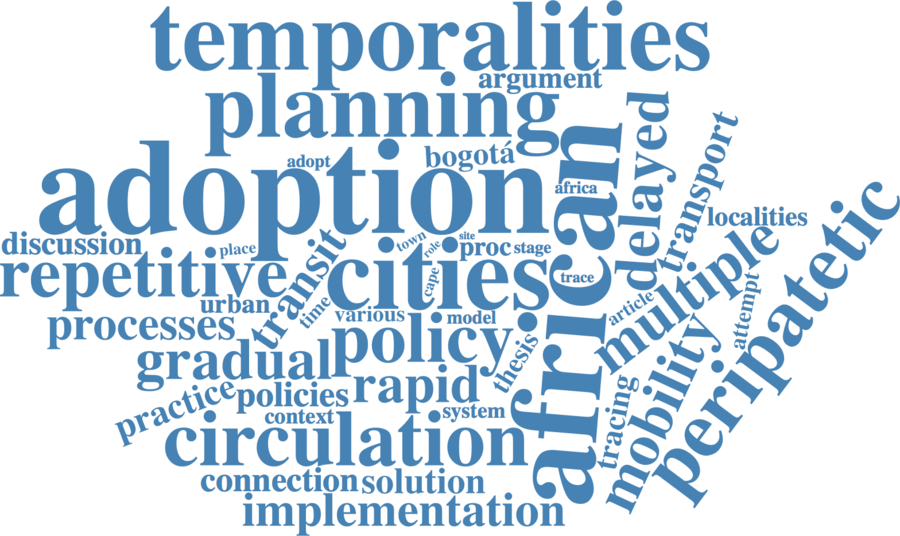 temporalities
argument
planning
adoption
adopt
bogotá
african
africa
delayed
transport
localities
peripatetic
multiple
discussion
place
repetitive
transit
town
role
site
proc
stage
cities
cape
trace
urban
time
various
model
article
attempt
processes
policy
thesis
gradual
rapid
mobility
tracing
practice
policies
context
system
circulation
connection
solution
implementation